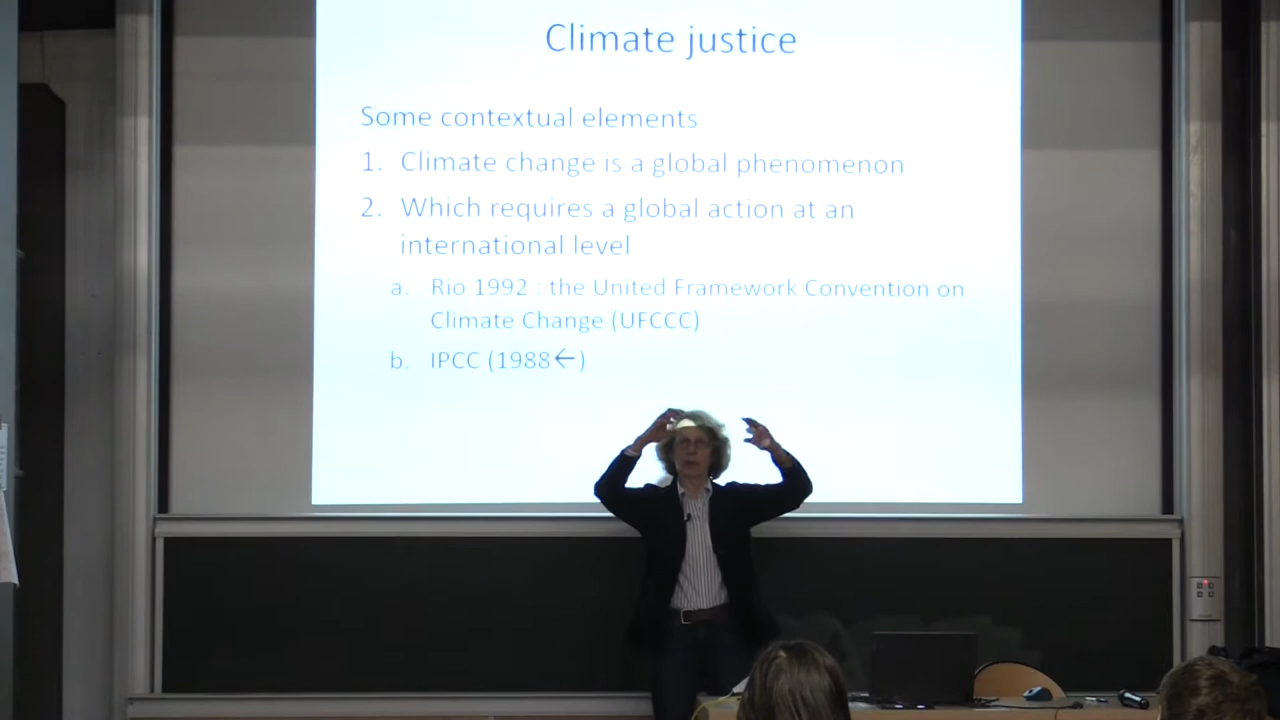 Climate justice
Some contextual elements
1. Climate change is a global phenomenon
2. Which requires a global action at an
international level
a. Rio 1992 : the United Framework Convention on
Climate Change (UFCCC)
b. IPCC (1988←)